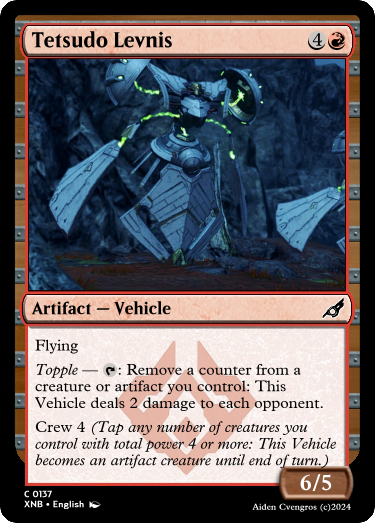 Tetsudo Levnis 4
Artifact — Vehicle
Flying
Topple — : Remove a counter from a
creature or artifact you control: This
Vehicle deals 2 damage to each opponent.
Crew 4 (Tap any number of creatures you
control with total power 4 or more: This Vehicle
becomes an artifact creature until end of turn.)
6/5
C 0137
XNB • English
Aiden Cvengros (c)2024